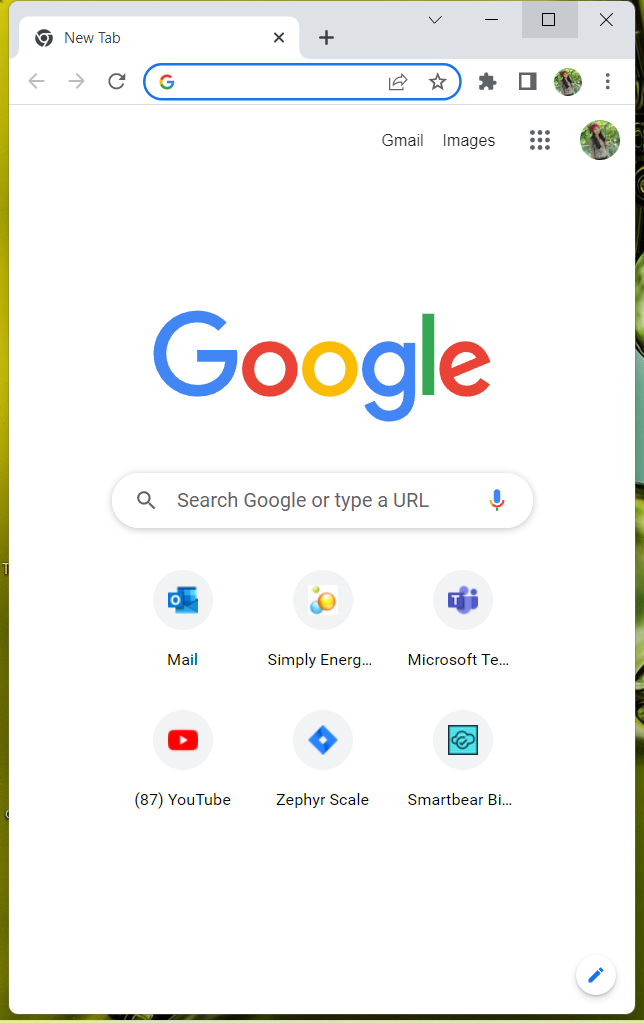 New Tab
Gmail Images
Google
Search Google or type a URL
Mail
Simply Energ...
Microsoft Te...
(87) YouTube
Zephyr Scale
Smartbear Bi...